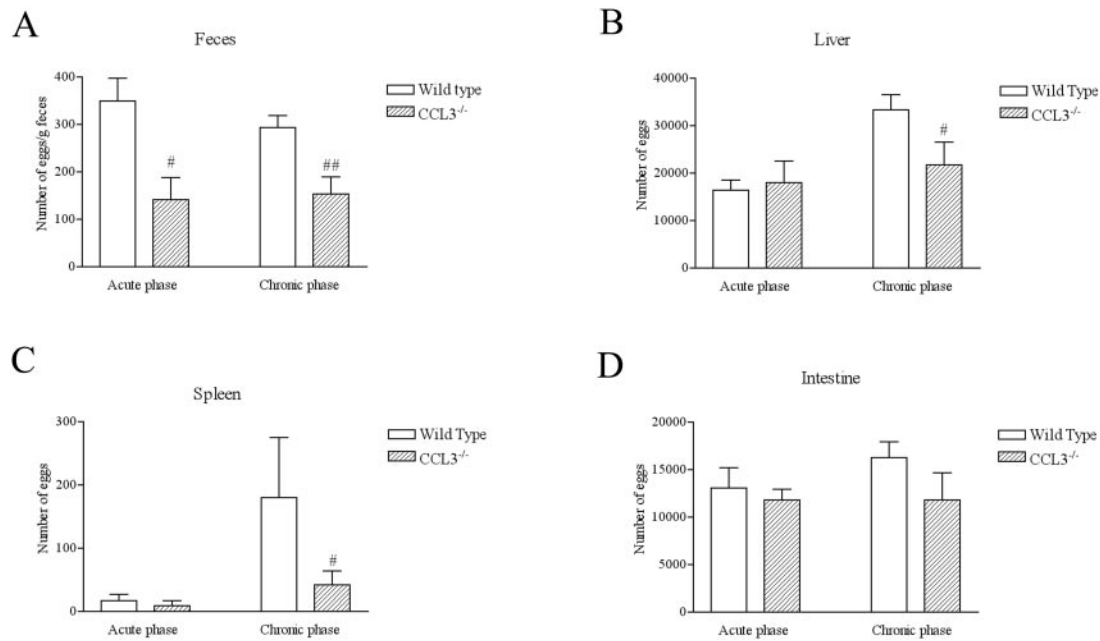 A
Feces
Number of eggs/g feces
400
300
200
100
0
#
##
Acute phase
Chronic phase
Wild type
CCL3-/-
B
Liver
Number of eggs
40000
30000
20000
10000
0
#
Acute phase
Chronic phase
Wild Type
CCL3-/-
C
Spleen
Number of eggs
300
200
100
0
#
Acute phase
Chronic phase
Wild Type
CCL3-/-
D
Intestine
Number of eggs
20000
15000
10000
5000
0
Acute phase
Chronic phase
Wild Type
CCL3-/-